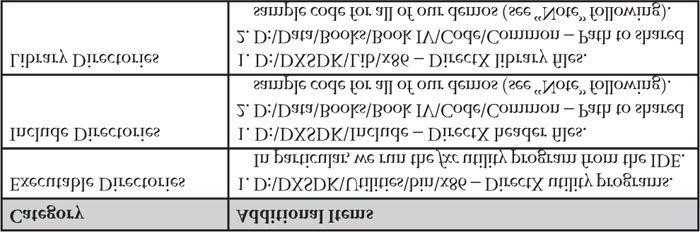 Category
Additional Items
Executable Directories
1. D:\DXSDK\Utilities\bin\x86 – DirectX utility programs.
In particular, we run the fxc utility program from the IDE.
Include Directories
1. D:\DXSDK\Include – DirectX header files.
2. D:\Data\Books\Book IV\Code\Common – Path to shared
sample code for all of our demos (see “Note” following).
Library Directories
1. D:\DXSDK\Lib\x86 – DirectX library files.
2. D:\Data\Books\Book IV\Code\Common – Path to shared
sample code for all of our demos (see “Note” following).